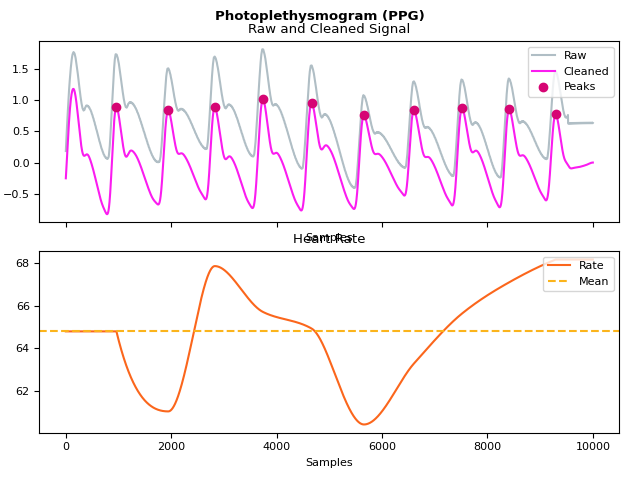 Photoplethysmogram (PPG)
Raw and Cleaned Signal
Raw
Cleaned
Peaks
1.5
1.0
0.5
0.0
−0.5
Samples
Heart Rate
Rate
Mean
68
66
64
62
0 2000 4000 6000 8000 10000
Samples